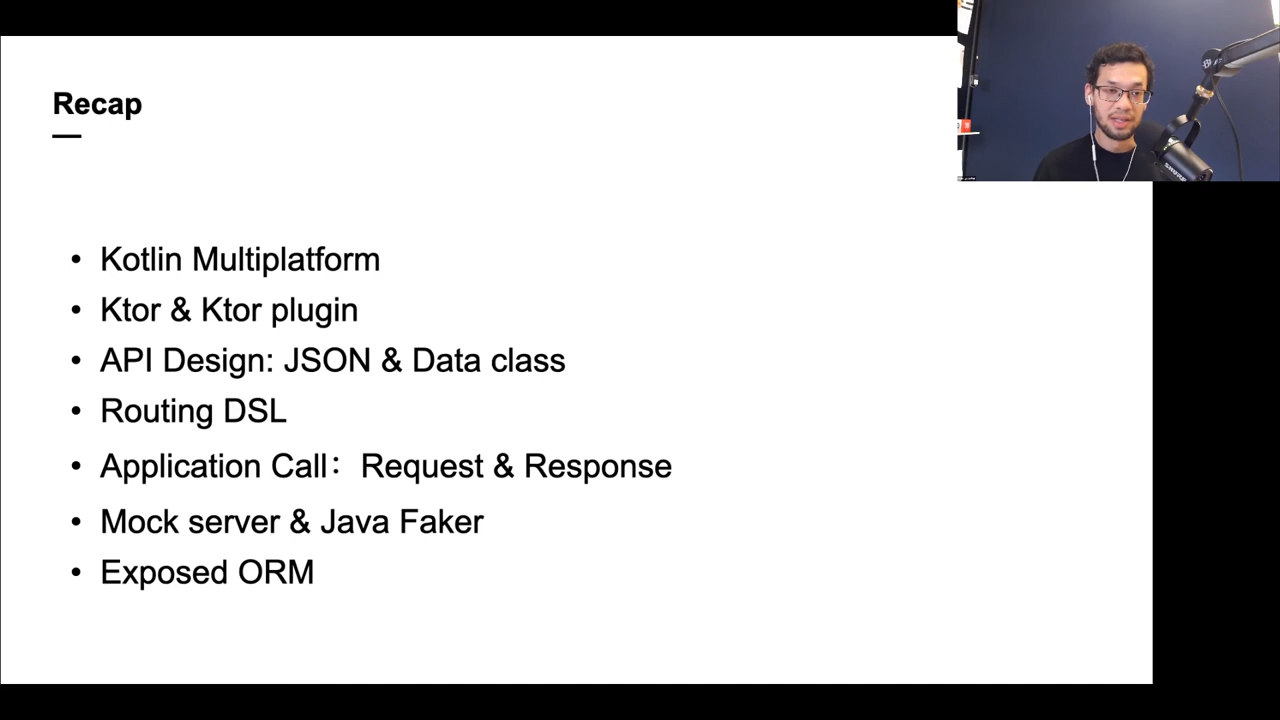 Recap
• Kotlin Multiplatform
• Ktor & Ktor plugin
• API Design: JSON & Data class
• Routing DSL
• Application Call：Request & Response
• Mock server & Java Faker
• Exposed ORM
SHURE